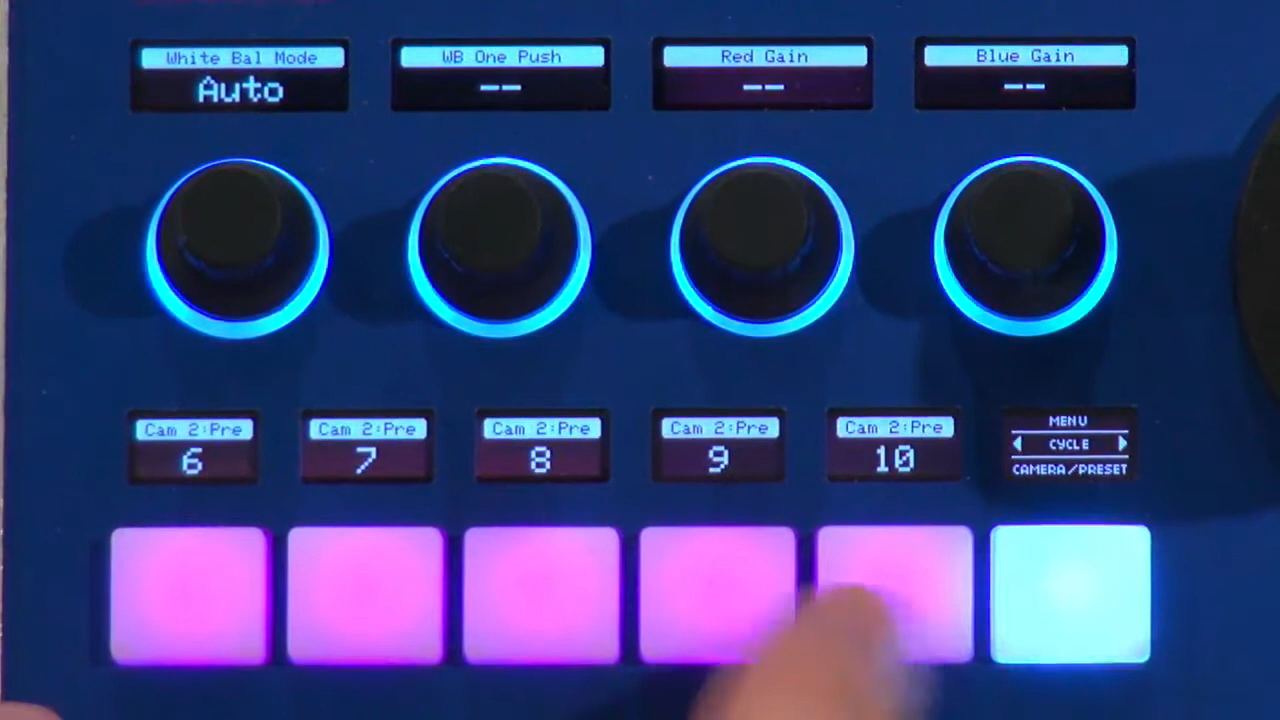 White Bal Mode
Auto
WB One Push
--
Red Gain
--
Blue Gain
--
Cam 2:Pre
6
Cam 2:Pre
7
Cam 2:Pre
8
Cam 2:Pre
9
Cam 2:Pre
10
MENU
CYCLE
CAMERA/PRESET